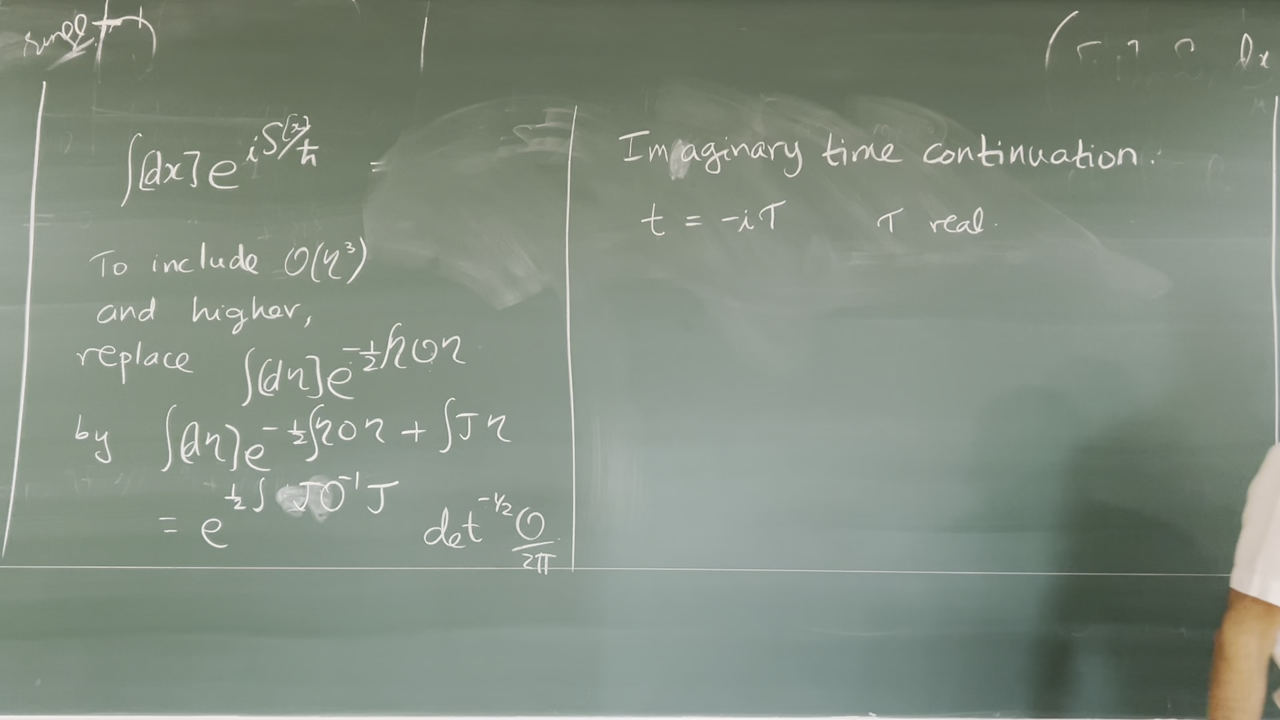 ∫[dx] e^{iS[x]/ħ} =
To include O(η³)
and higher,
replace ∫[dη] e^{-½∫ηOη}
by ∫[dη] e^{-½∫ηOη + ∫Jη}
= e^{½∫ JO⁻¹J} det^{-1/2} O/2π
Imaginary time continuation.
t = -iτ τ real.